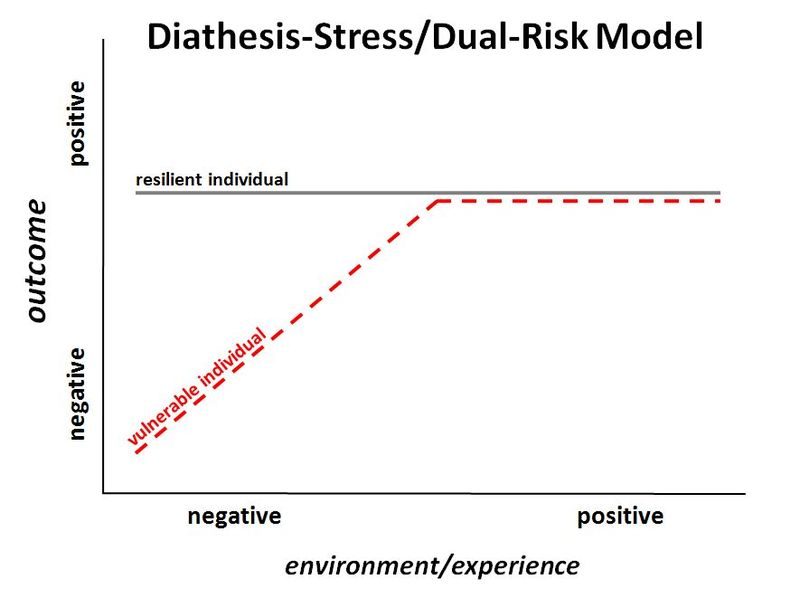 Diathesis-Stress/Dual-Risk Model
positive
resilient individual
outcome
vulnerable individual
negative
negative
positive
environment/experience